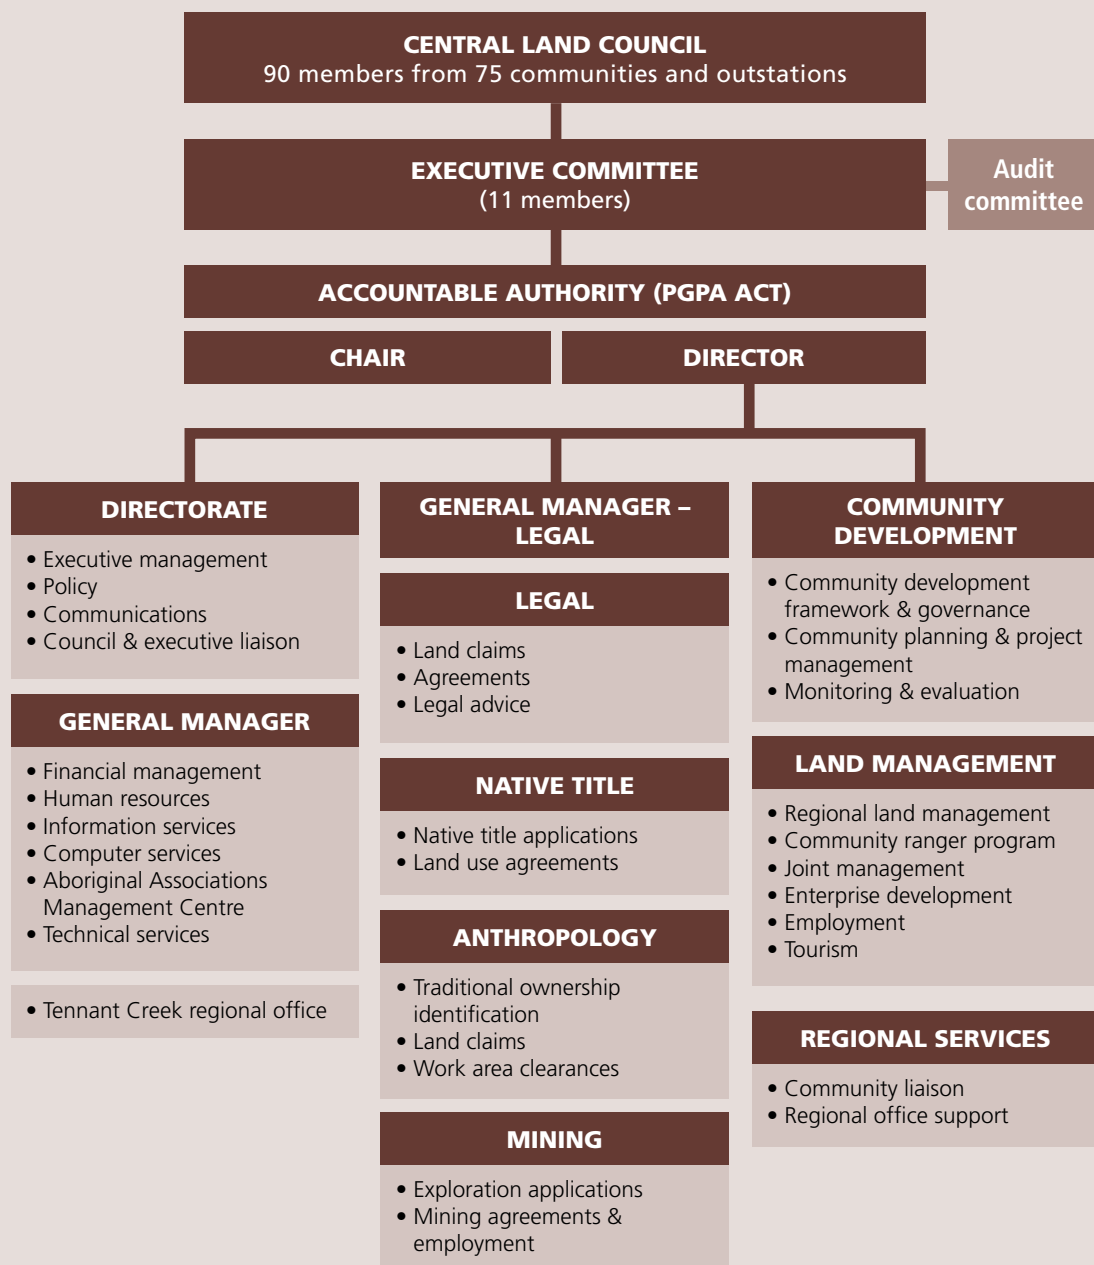 CENTRAL LAND COUNCIL
90 members from 75 communities and outstations
EXECUTIVE COMMITTEE
(11 members)
Audit
committee
ACCOUNTABLE AUTHORITY (PGPA ACT)
CHAIR
DIRECTOR
DIRECTORATE
• Executive management
• Policy
• Communications
• Council & executive liaison
GENERAL MANAGER
• Financial management
• Human resources
• Information services
• Computer services
• Aboriginal Associations
Management Centre
• Technical services
• Tennant Creek regional office
GENERAL MANAGER –
LEGAL
LEGAL
• Land claims
• Agreements
• Legal advice
NATIVE TITLE
• Native title applications
• Land use agreements
ANTHROPOLOGY
• Traditional ownership
identification
• Land claims
• Work area clearances
MINING
• Exploration applications
• Mining agreements &
employment
COMMUNITY
DEVELOPMENT
• Community development
framework & governance
• Community planning & project
management
• Monitoring & evaluation
LAND MANAGEMENT
• Regional land management
• Community ranger program
• Joint management
• Enterprise development
• Employment
• Tourism
REGIONAL SERVICES
• Community liaison
• Regional office support